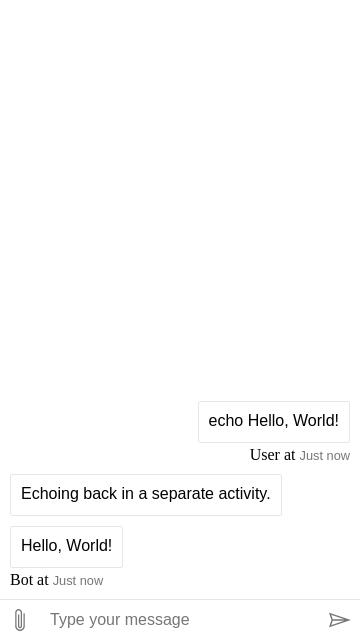 echo Hello, World!
User at Just now
Echoing back in a separate activity.
Hello, World!
Bot at Just now
Type your message